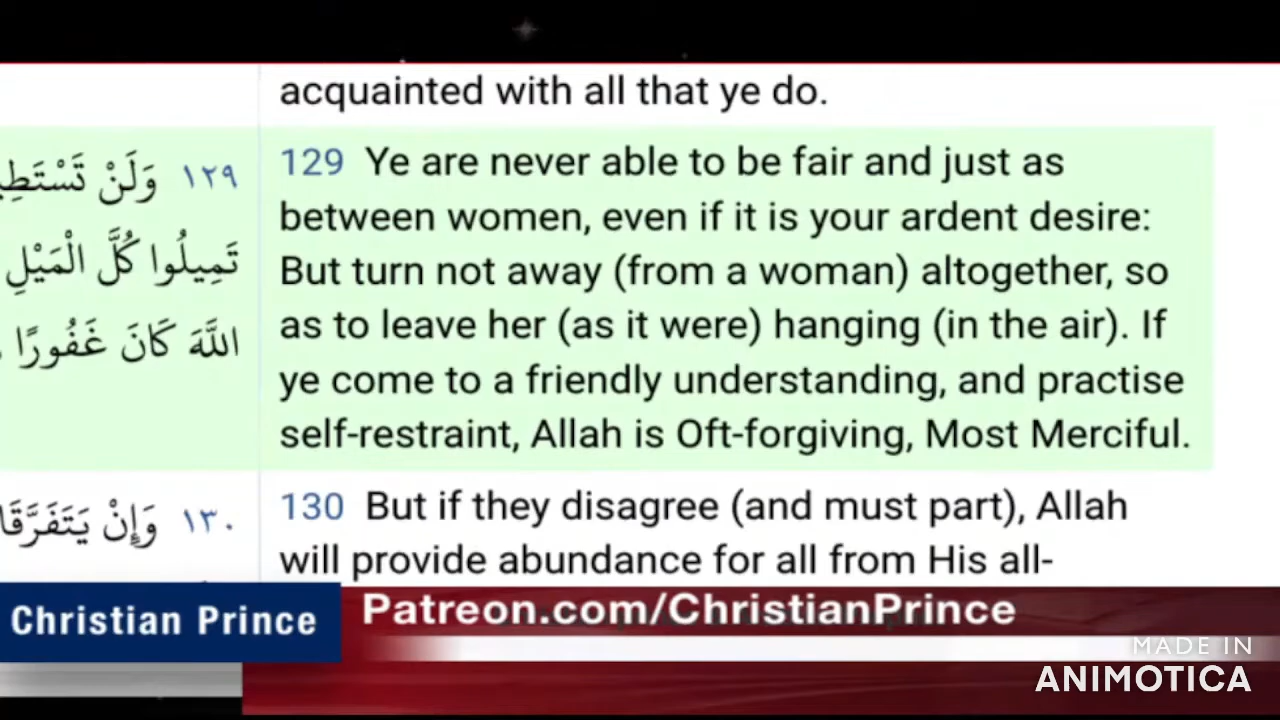 acquainted with all that ye do.
١٢٩ وَلَنْ تَسْتَطِي
129 Ye are never able to be fair and just as
between women, even if it is your ardent desire:
تَمِيلُوا كُلَّ الْمَيْلِ
But turn not away (from a woman) altogether, so
as to leave her (as it were) hanging (in the air). If
اللَّهَ كَانَ غَفُورًا
ye come to a friendly understanding, and practise
self-restraint, Allah is Oft-forgiving, Most Merciful.
١٣٠ وَإِنْ يَتَفَرَّقَا
130 But if they disagree (and must part), Allah
will provide abundance for all from His all-
Christian Prince
Patreon.com/ChristianPrince
MADE IN
ANIMOTICA